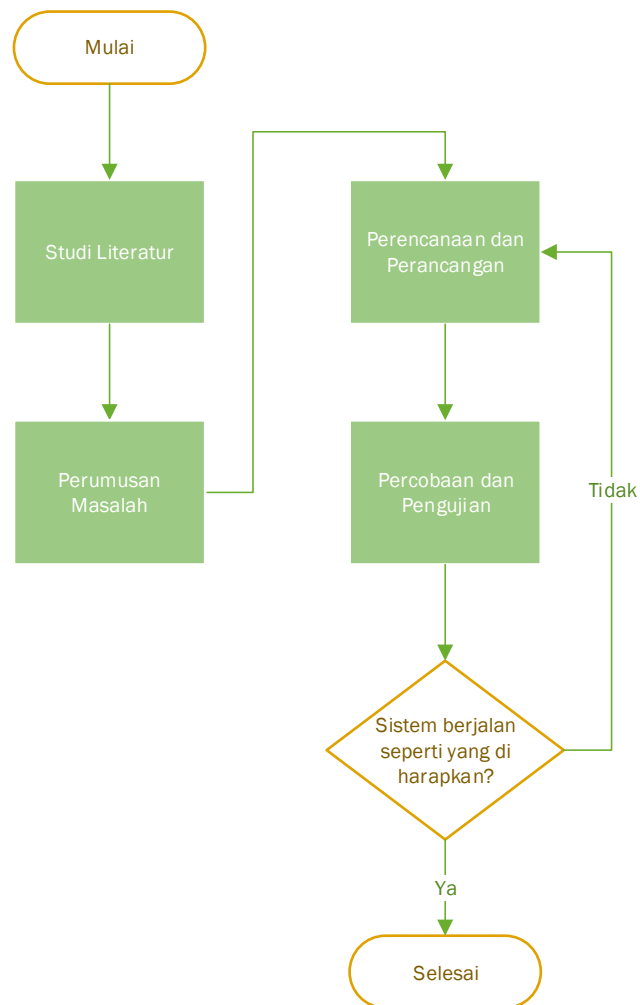 Mulai
Studi Literatur
Perumusan
Masalah
Perencanaan dan
Perancangan
Percobaan dan
Pengujian
Tidak
Sistem berjalan
seperti yang di
harapkan?
Ya
Selesai